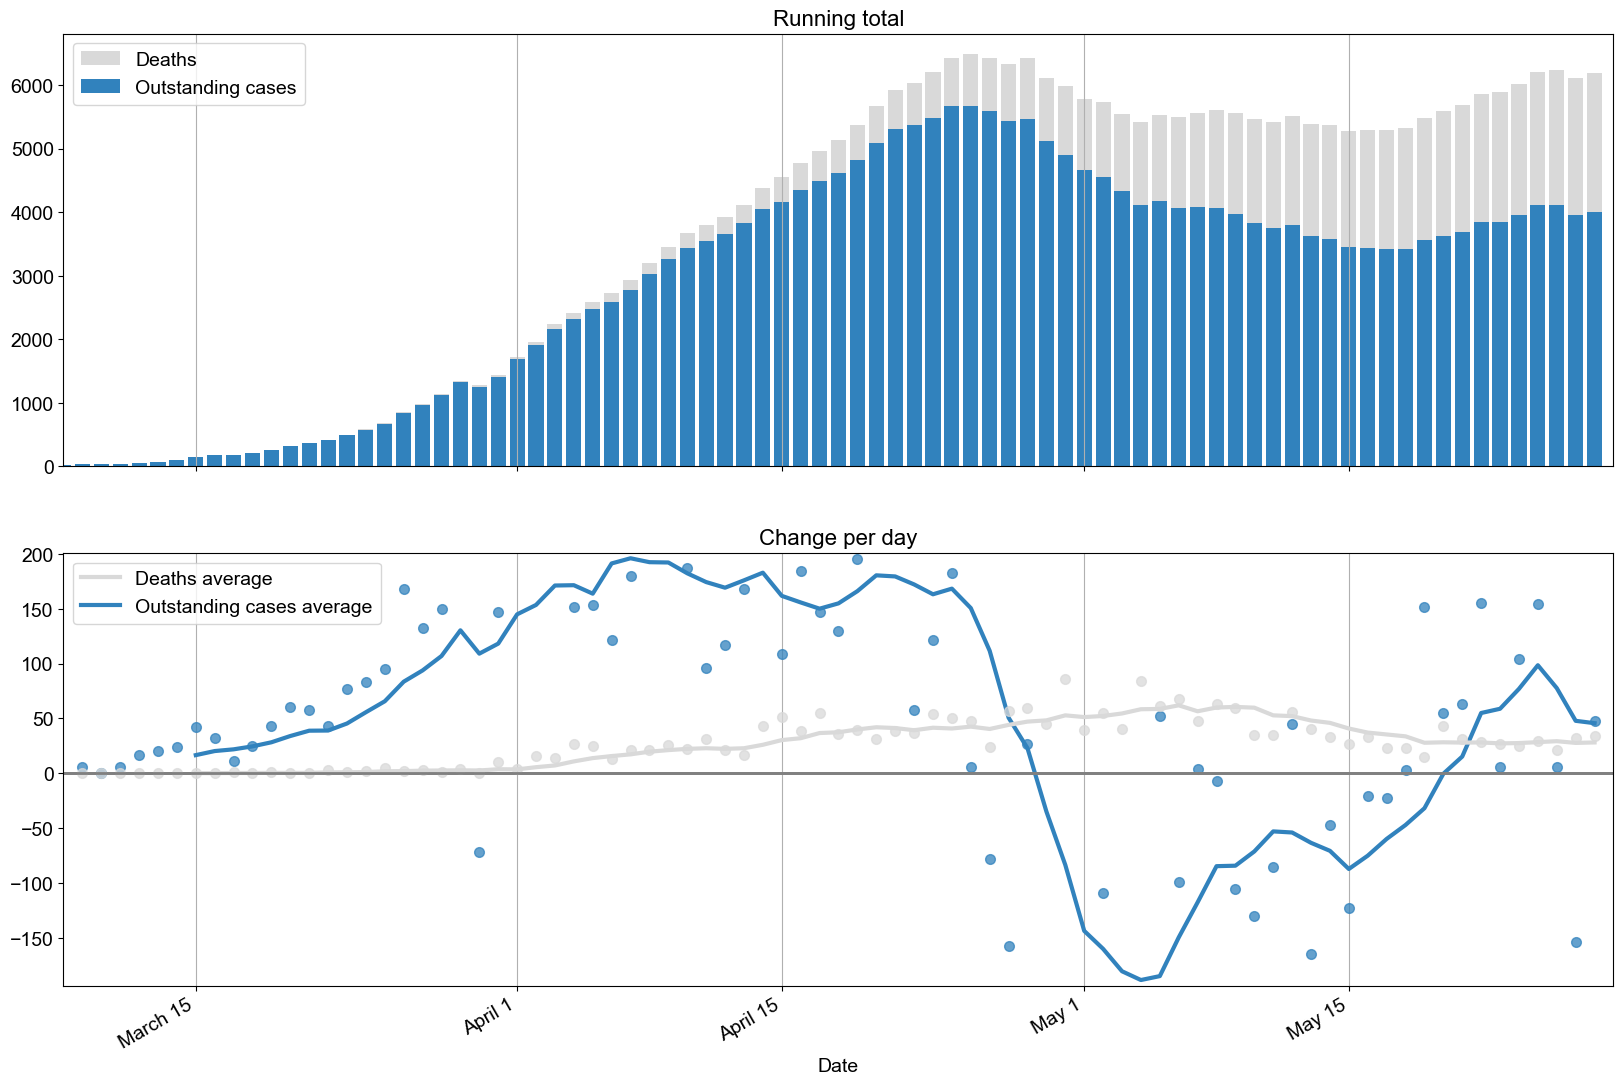 Running total
Deaths
Outstanding cases
6000
5000
4000
3000
2000
1000
0
Change per day
Deaths average
Outstanding cases average
200
150
100
50
0
−50
−100
−150
March 15
April 1
April 15
May 1
May 15
Date